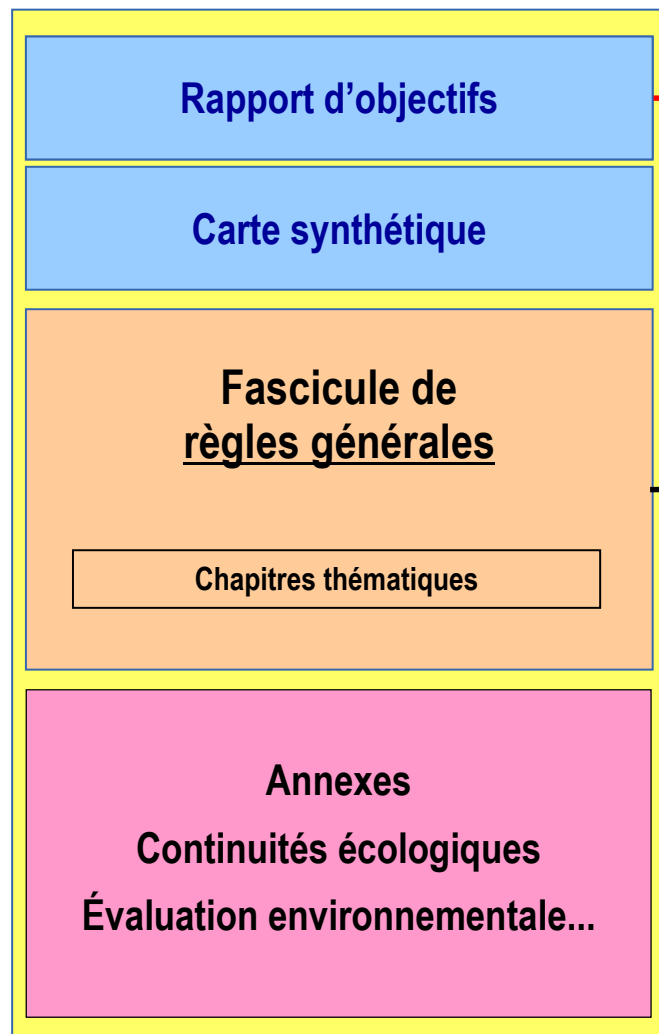 Rapport d’objectifs
Carte synthétique
Fascicule de
règles générales
Chapitres thématiques
Annexes
Continuités écologiques
Évaluation environnementale...